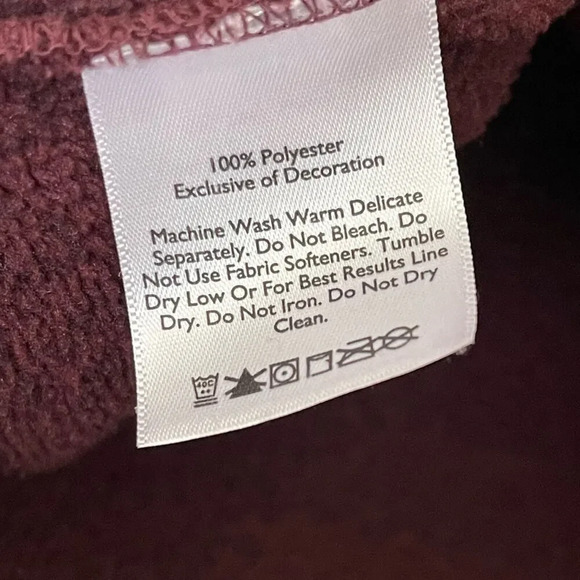 100% Polyester
Exclusive of Decoration
Machine Wash Warm Delicate
Separately. Do Not Bleach. Do
Not Use Fabric Softeners. Tumble
Dry Low Or For Best Results Line
Dry. Do Not Iron. Do Not Dry
Clean.
40C